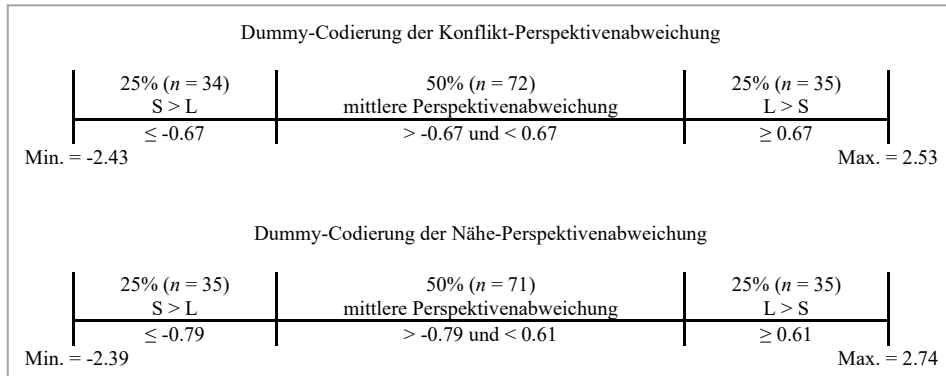 Dummy-Codierung der Konflikt-Perspektivenabweichung
25% (n = 34) 50% (n = 72) 25% (n = 35)
S > L mittlere Perspektivenabweichung L > S
≤ -0.67 > -0.67 und < 0.67 ≥ 0.67
Min. = -2.43 Max. = 2.53
Dummy-Codierung der Nähe-Perspektivenabweichung
25% (n = 35) 50% (n = 71) 25% (n = 35)
S > L mittlere Perspektivenabweichung L > S
≤ -0.79 > -0.79 und < 0.61 ≥ 0.61
Min. = -2.39 Max. = 2.74